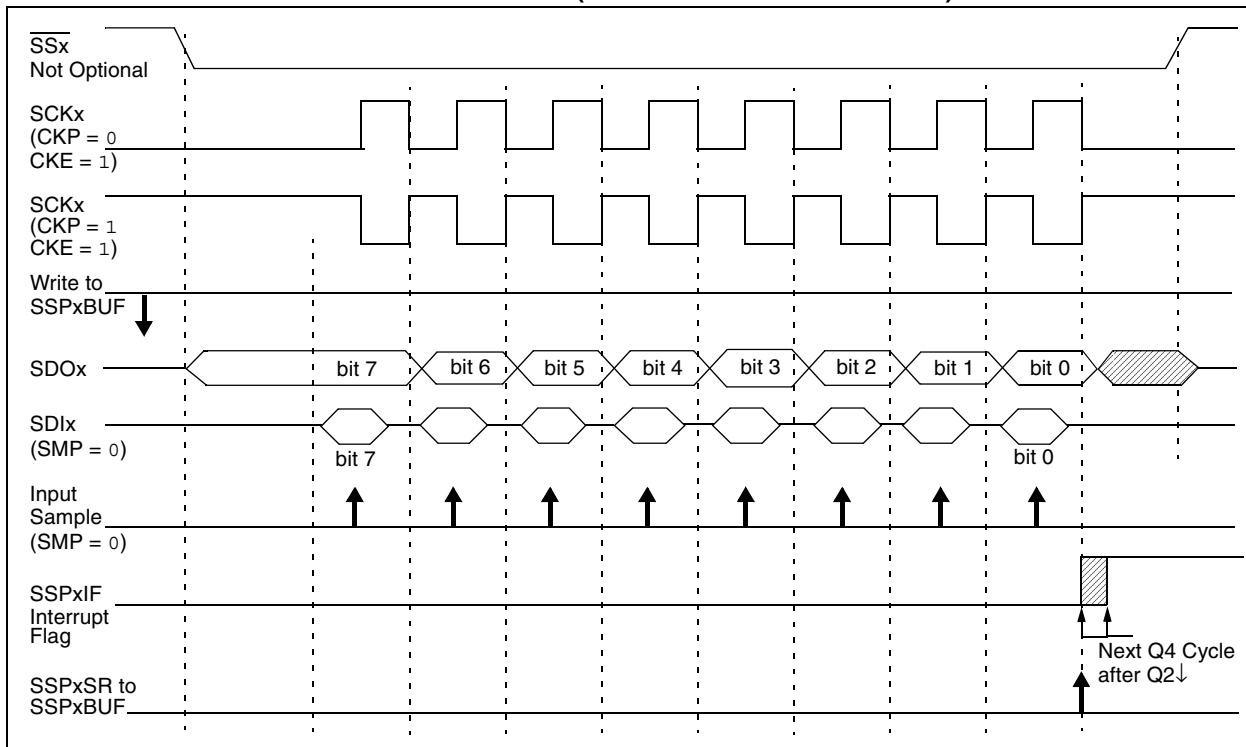 SSx
Not Optional
SCKx
(CKP = 0
CKE = 1)
SCKx
(CKP = 1
CKE = 1)
Write to
SSPxBUF
SDOx bit 7 bit 6 bit 5 bit 4 bit 3 bit 2 bit 1 bit 0
SDIx
(SMP = 0)
bit 7 bit 0
Input
Sample
(SMP = 0)
SSPxIF
Interrupt
Flag
Next Q4 Cycle
after Q2↓
SSPxSR to
SSPxBUF